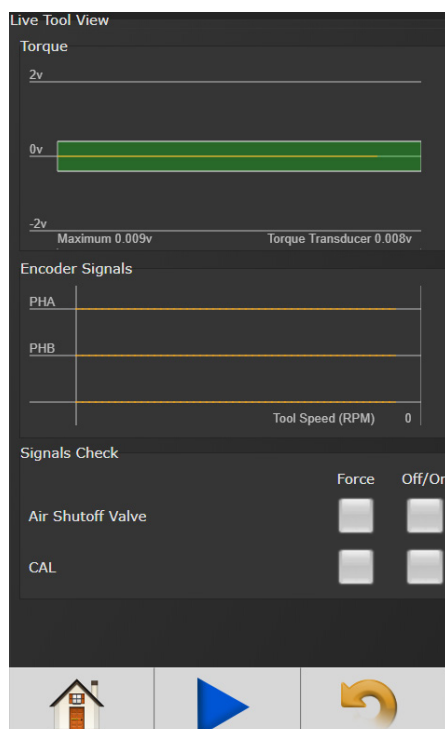 Live Tool View
Torque
2v
0v
-2v
Maximum 0.009v Torque Transducer 0.008v
Encoder Signals
PHA
PHB
Tool Speed (RPM) 0
Signals Check
Force Off/On
Air Shutoff Valve
CAL